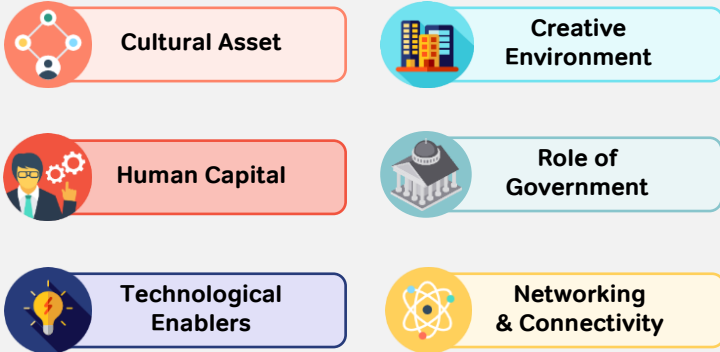 Cultural Asset
Creative
Environment
Human Capital
Role of
Government
Technological
Enablers
Networking
& Connectivity